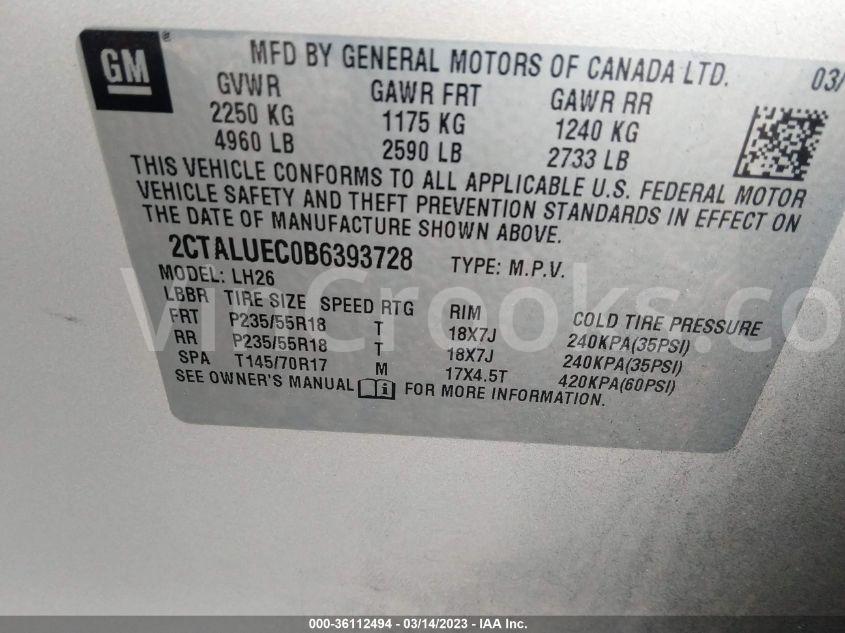 GM ®
MFD BY GENERAL MOTORS OF CANADA LTD. 03/
GVWR GAWR FRT GAWR RR
2250 KG 1175 KG 1240 KG
4960 LB 2590 LB 2733 LB
THIS VEHICLE CONFORMS TO ALL APPLICABLE U.S. FEDERAL MOTOR
VEHICLE SAFETY AND THEFT PREVENTION STANDARDS IN EFFECT ON
THE DATE OF MANUFACTURE SHOWN ABOVE.
2CTALUEC0B6393728 TYPE: M.P.V.
MODEL: LH26
LBBR TIRE SIZE SPEED RTG RIM COLD TIRE PRESSURE
FRT P235/55R18 T 18X7J 240KPA(35PSI)
RR P235/55R18 T 18X7J 240KPA(35PSI)
SPA T145/70R17 M 17X4.5T 420KPA(60PSI)
SEE OWNER'S MANUAL FOR MORE INFORMATION.
VinCrooks.co
000-36112494 - 03/14/2023 - IAA Inc.